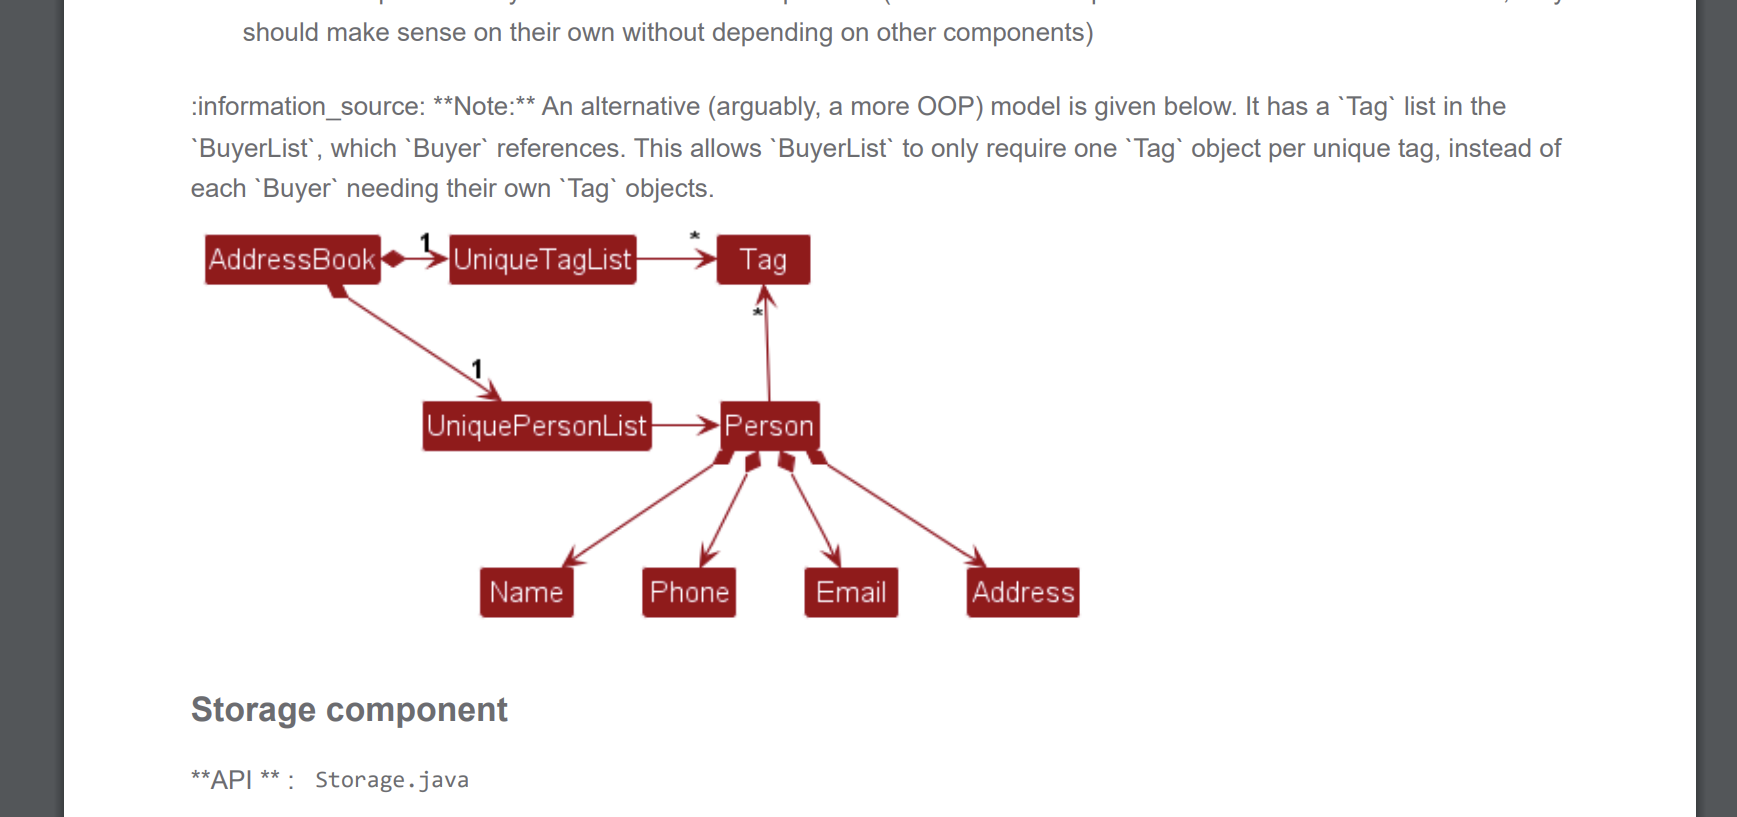 should make sense on their own without depending on other components)
:information_source: **Note:** An alternative (arguably, a more OOP) model is given below. It has a `Tag` list in the
`BuyerList`, which `Buyer` references. This allows `BuyerList` to only require one `Tag` object per unique tag, instead of
each `Buyer` needing their own `Tag` objects.
AddressBook 1 UniqueTagList * Tag
*
1
UniquePersonList Person
Name Phone Email Address
Storage component
**API ** : Storage.java